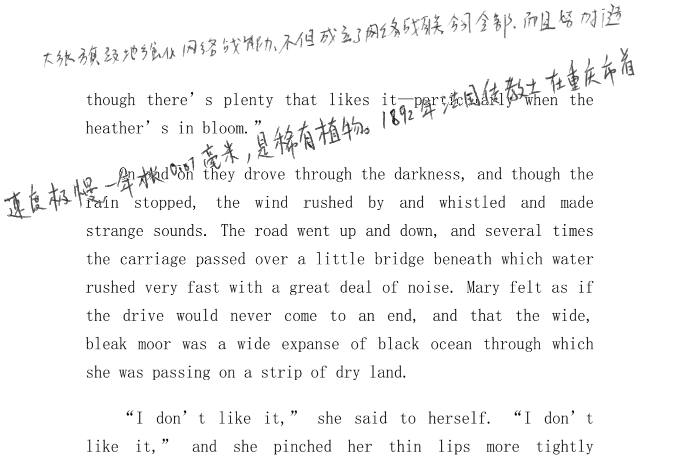 大张旗鼓地强化网络战能力、不但成立了网络战联合司令部、而且努力
though there's plenty that likes it—particularly when the
heather's in bloom."
速度极慢,一年长 毫米,是稀有植物。1892年法国传教士在重庆市首
On and on they drove through the darkness, and though the
rain stopped, the wind rushed by and whistled and made
strange sounds. The road went up and down, and several times
the carriage passed over a little bridge beneath which water
rushed very fast with a great deal of noise. Mary felt as if
the drive would never come to an end, and that the wide,
bleak moor was a wide expanse of black ocean through which
she was passing on a strip of dry land.
"I don't like it," she said to herself. "I don't
like it," and she pinched her thin lips more tightly